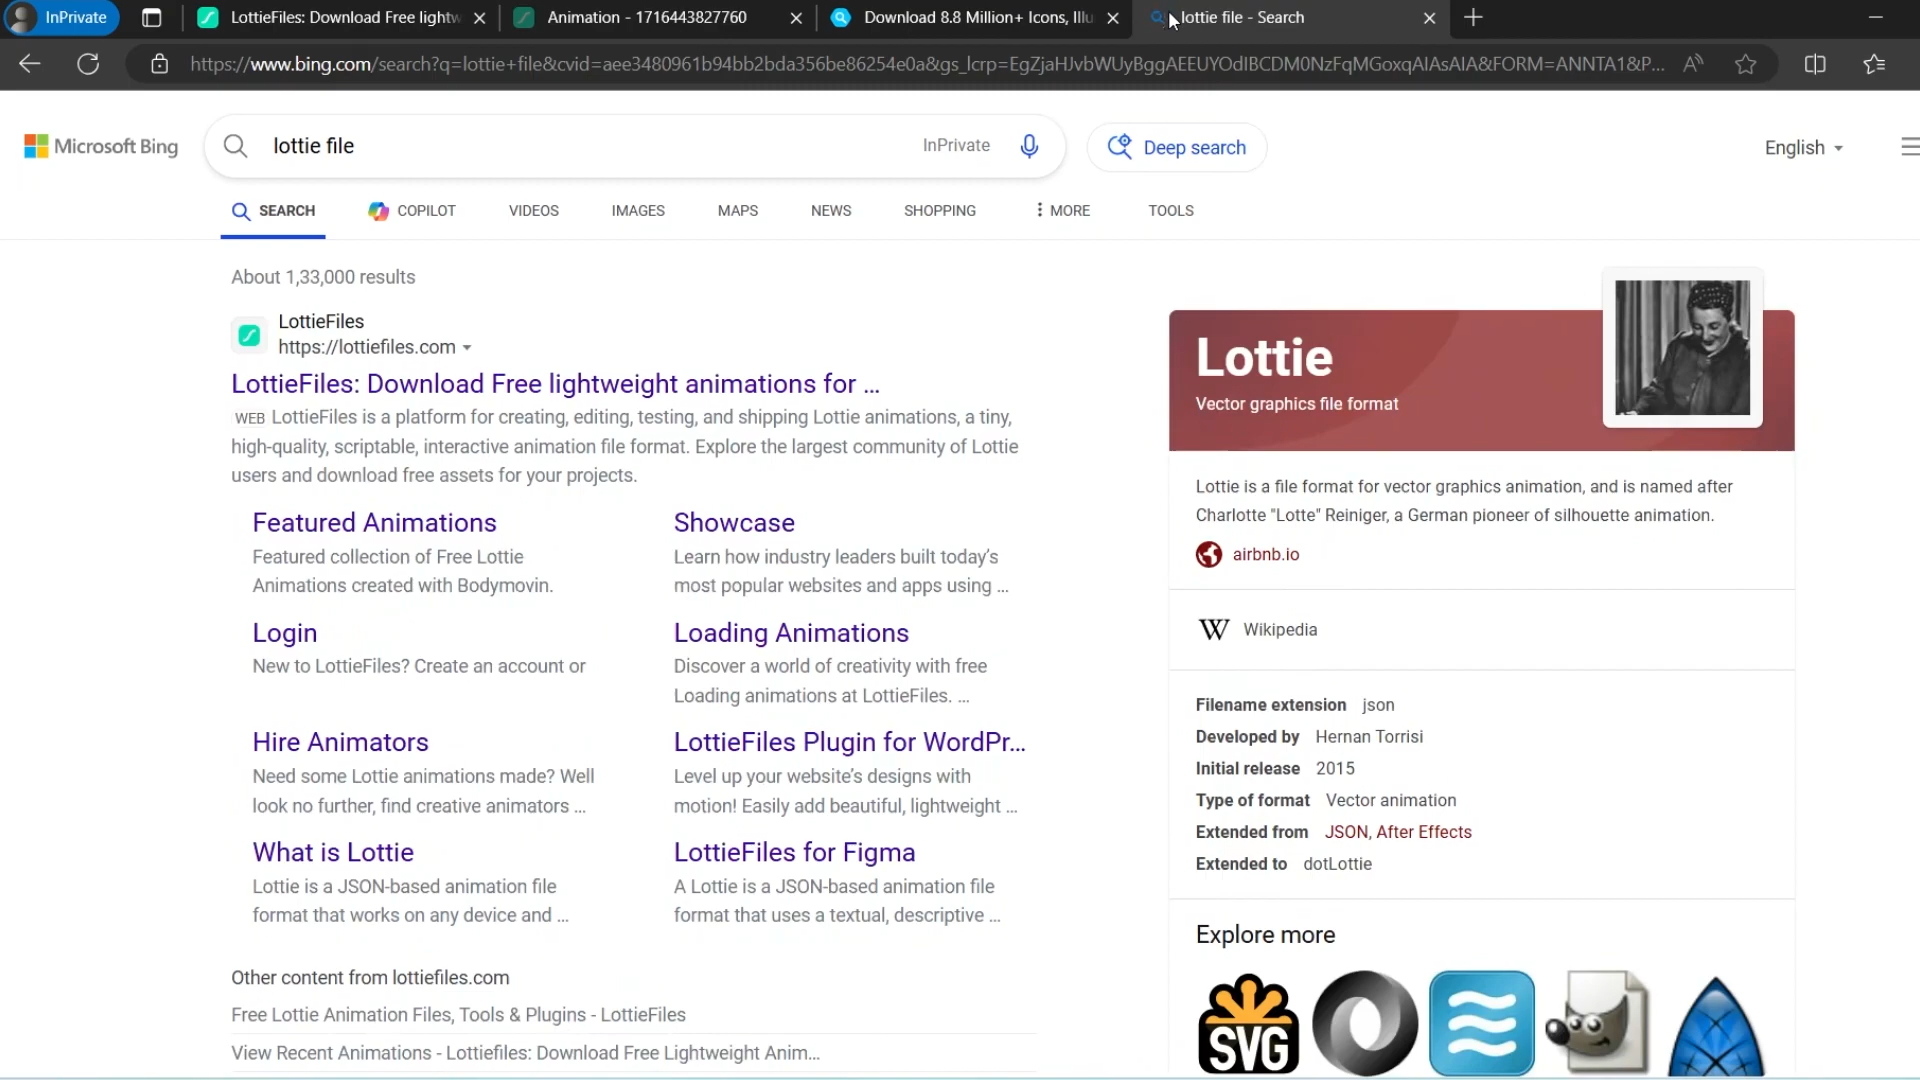 InPrivate
LottieFiles: Download Free lightw
Animation - 1716443827760
Download 8.8 Million+ Icons, Illu
lottie file - Search
https://www.bing.com/search?q=lottie+file&cvid=aee3480961b94bb2bda356be86254e0a&gs_lcrp=EgZjaHJvbWUyBggAEEUYOdIBCDM0NzFqMGoxqAIAsAIA&FORM=ANNTA1&P...
Microsoft Bing
lottie file
InPrivate
Deep search
English
SEARCH
COPILOT
VIDEOS
IMAGES
MAPS
NEWS
SHOPPING
MORE
TOOLS
About 1,33,000 results
LottieFiles
https://lottiefiles.com
LottieFiles: Download Free lightweight animations for ...
WEB LottieFiles is a platform for creating, editing, testing, and shipping Lottie animations, a tiny,
high-quality, scriptable, interactive animation file format. Explore the largest community of Lottie
users and download free assets for your projects.
Featured Animations
Featured collection of Free Lottie
Animations created with Bodymovin.
Showcase
Learn how industry leaders built today's
most popular websites and apps using ...
Login
New to LottieFiles? Create an account or
Loading Animations
Discover a world of creativity with free
Loading animations at LottieFiles. ...
Hire Animators
Need some Lottie animations made? Well
look no further, find creative animators ...
LottieFiles Plugin for WordPr...
Level up your website's designs with
motion! Easily add beautiful, lightweight ...
What is Lottie
Lottie is a JSON-based animation file
format that works on any device and ...
LottieFiles for Figma
A Lottie is a JSON-based animation file
format that uses a textual, descriptive ...
Other content from lottiefiles.com
Free Lottie Animation Files, Tools & Plugins - LottieFiles
View Recent Animations - Lottiefiles: Download Free Lightweight Anim...
Lottie
Vector graphics file format
Lottie is a file format for vector graphics animation, and is named after
Charlotte "Lotte" Reiniger, a German pioneer of silhouette animation.
airbnb.io
W Wikipedia
Filename extension json
Developed by Hernan Torrisi
Initial release 2015
Type of format Vector animation
Extended from JSON, After Effects
Extended to dotLottie
Explore more
SVG